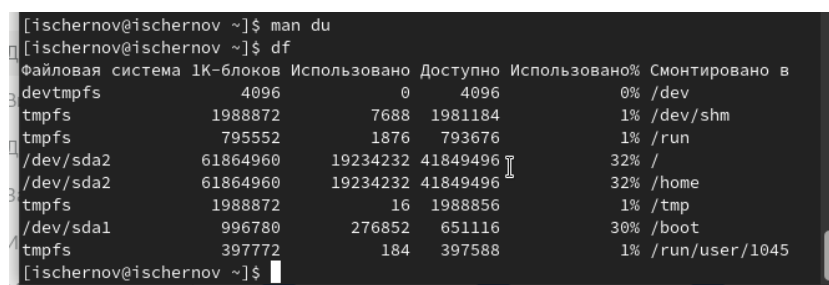 [ischernov@ischernov ~]$ man du
[ischernov@ischernov ~]$ df
Файловая система 1K-блоков Использовано Доступно Использовано% Смонтировано в
devtmpfs 4096 0 4096 0% /dev
tmpfs 1988872 7688 1981184 1% /dev/shm
tmpfs 795552 1876 793676 1% /run
/dev/sda2 61864960 19234232 41849496 32% /
/dev/sda2 61864960 19234232 41849496 32% /home
tmpfs 1988872 16 1988856 1% /tmp
/dev/sda1 996780 276852 651116 30% /boot
tmpfs 397772 184 397588 1% /run/user/1045
[ischernov@ischernov ~]$